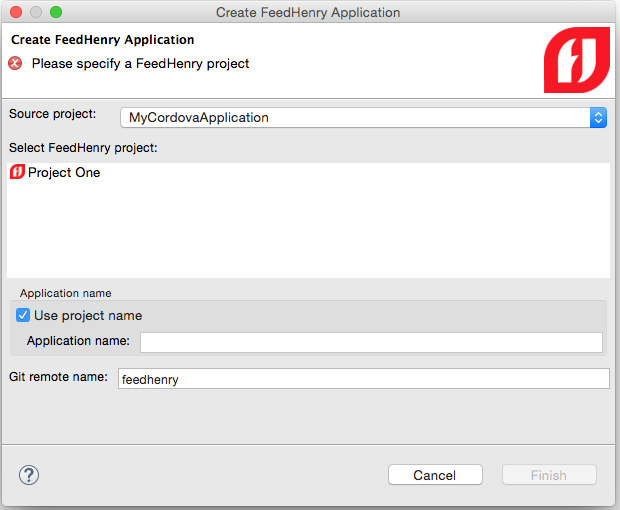 Create FeedHenry Application
Create FeedHenry Application
Please specify a FeedHenry project
Source project: MyCordovaApplication
Select FeedHenry project:
Project One
Application name
Use project name
Application name:
Git remote name: feedhenry
? Cancel Finish